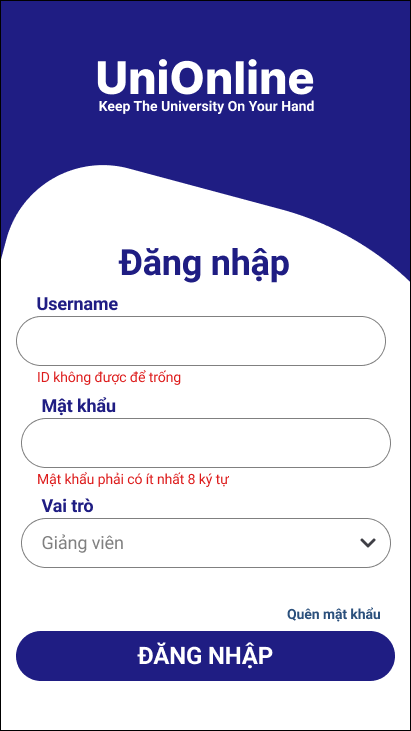 UniOnline
Keep The University On Your Hand
Đăng nhập
Username
ID không được để trống
Mật khẩu
Mật khẩu phải có ít nhất 8 ký tự
Vai trò
Giảng viên
Quên mật khẩu
ĐĂNG NHẬP